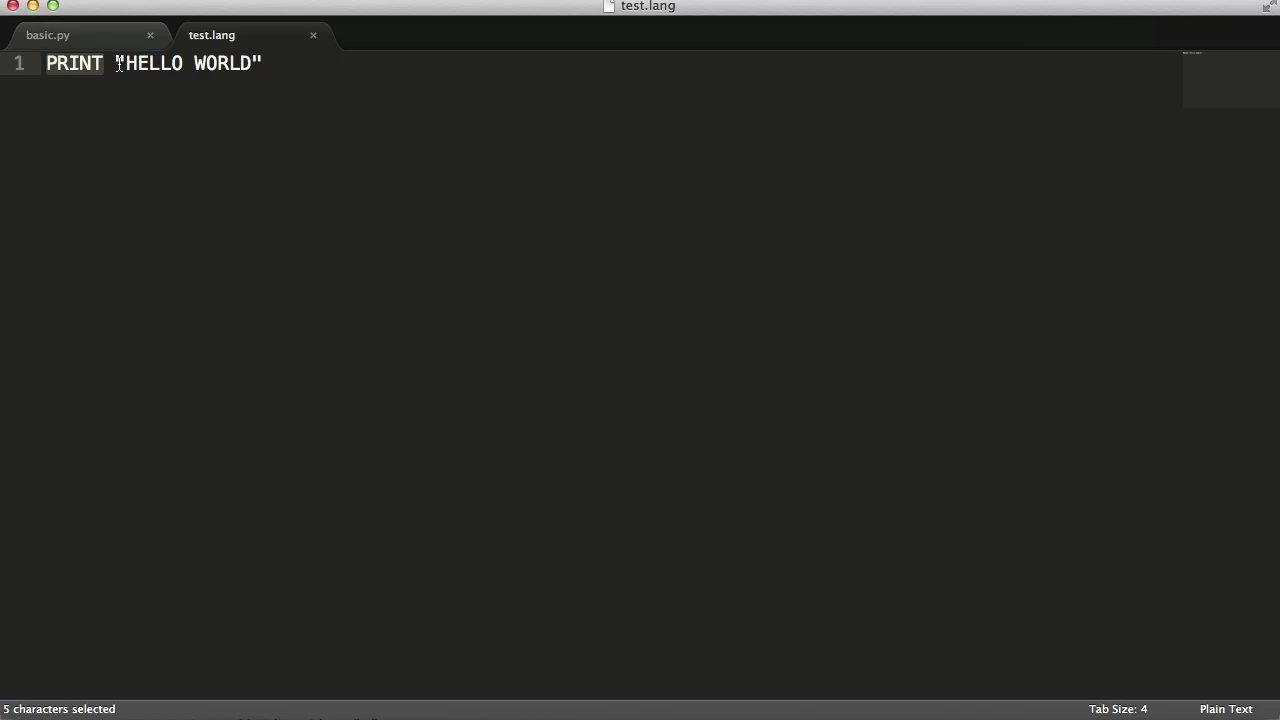 test.lang
basic.py
test.lang
1 PRINT "HELLO WORLD"
5 characters selected
Tab Size: 4
Plain Text